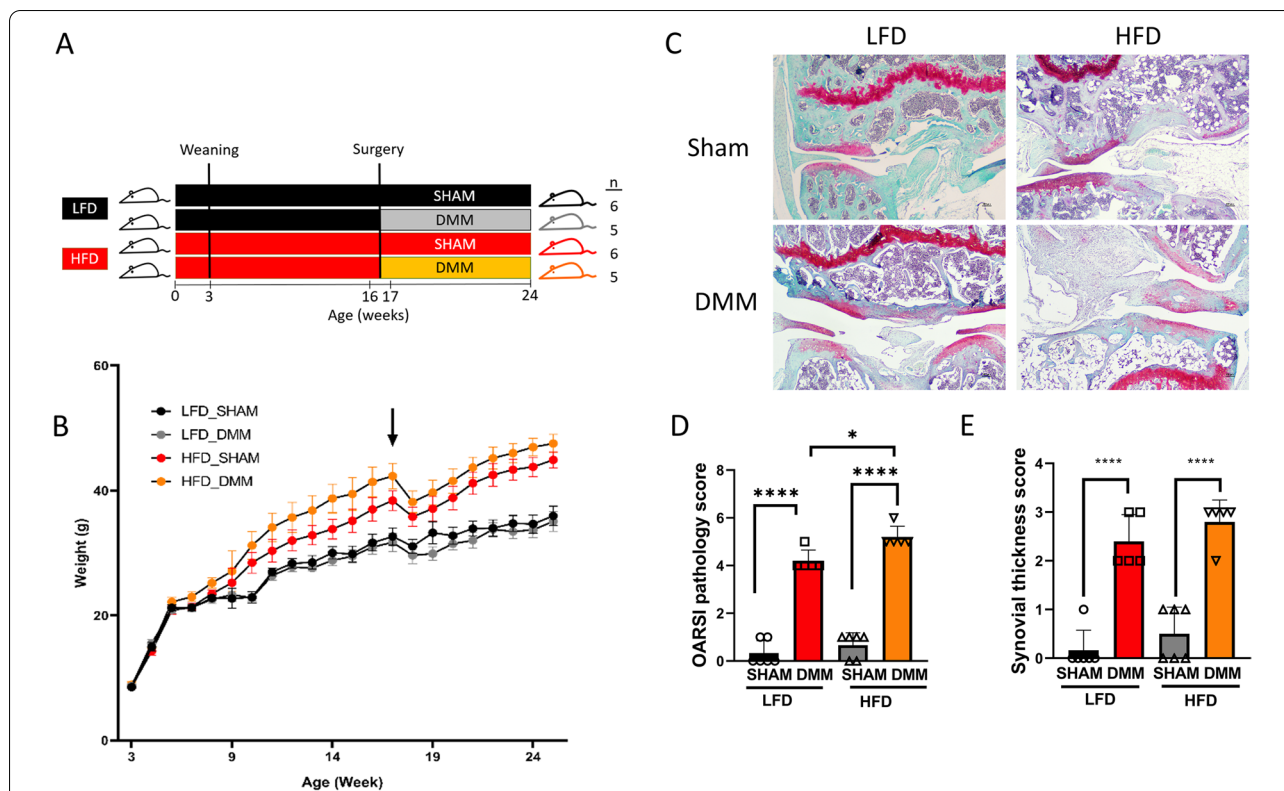 A
Weaning
Surgery
n
LFD
SHAM
6
DMM
5
HFD
SHAM
6
DMM
5
0
3
16
17
24
Age (weeks)
B
60
40
20
0
Weight (g)
LFD_SHAM
LFD_DMM
HFD_SHAM
HFD_DMM
3
9
14
19
24
Age (Week)
C
LFD
HFD
Sham
DMM
D
OARSI pathology score
8
6
4
2
0
****
*
****
SHAM DMM
SHAM DMM
LFD
HFD
E
Synovial thickness score
4
3
2
1
0
****
****
SHAM DMM
SHAM DMM
LFD
HFD